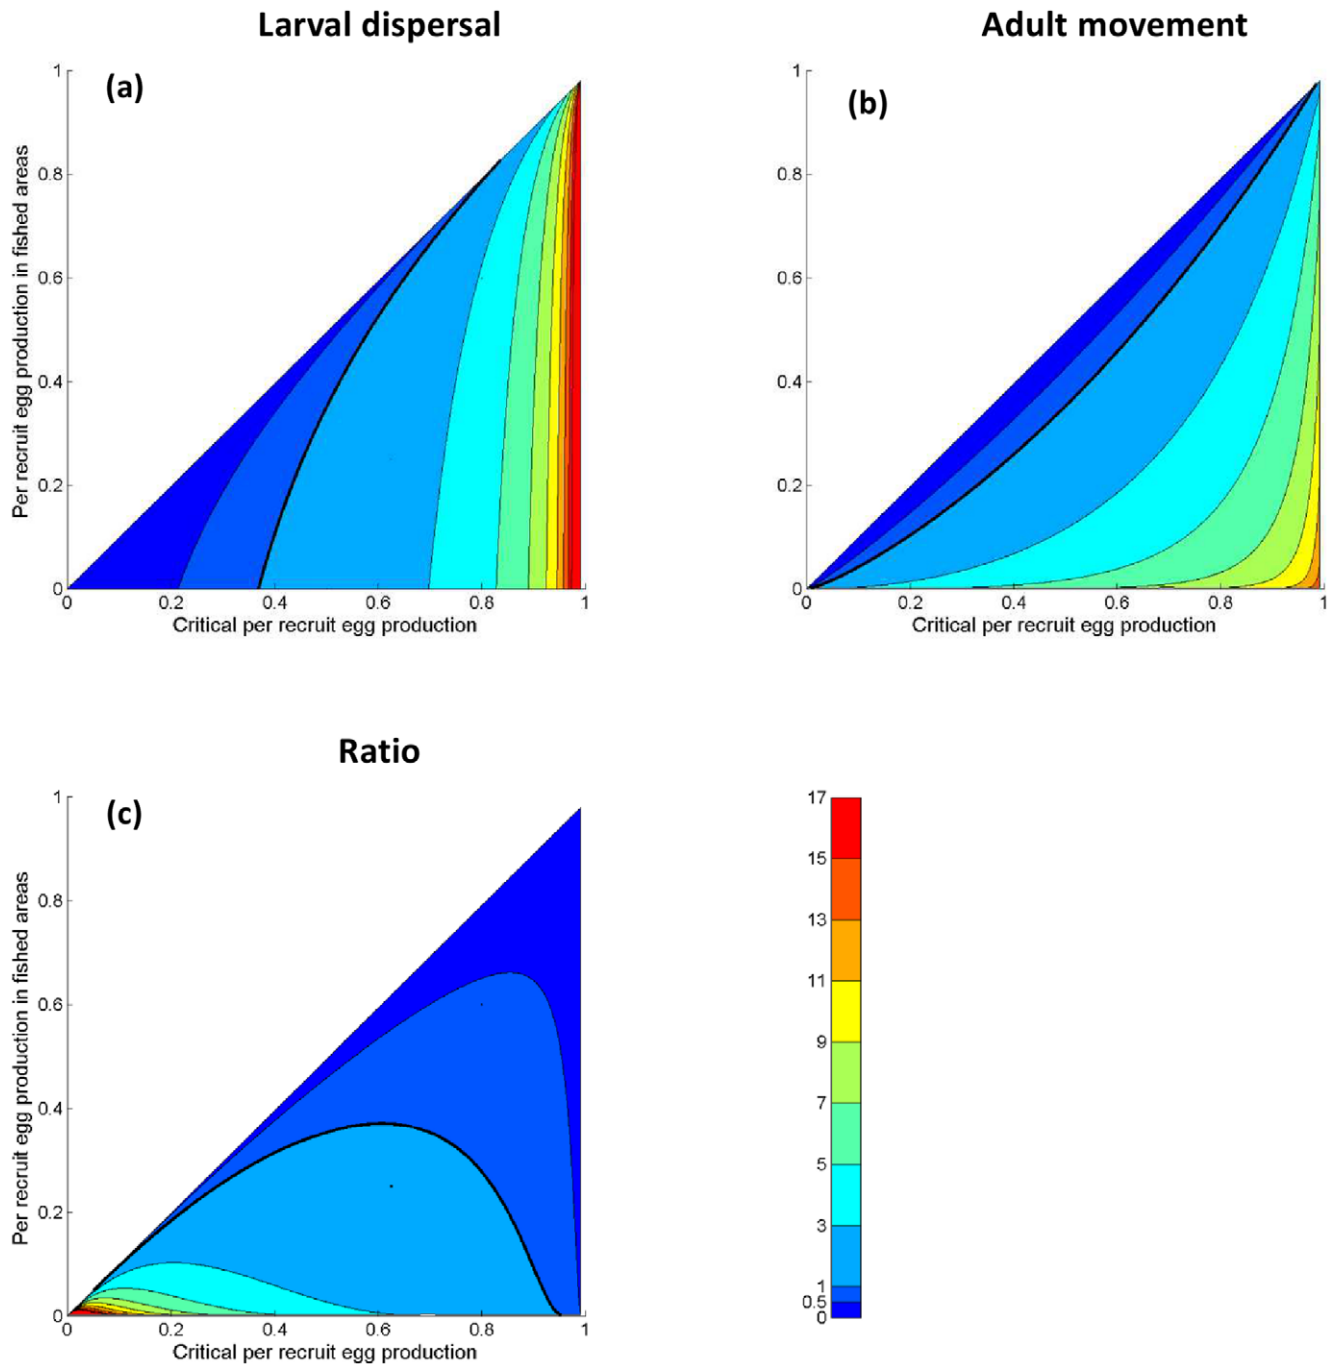 Larval dispersal
Adult movement
(a)
1
0.8
0.6
0.4
0.2
0
Per recruit egg production in fished areas
0 0.2 0.4 0.6 0.8 1
Critical per recruit egg production
(b)
1
0.8
0.6
0.4
0.2
0
0 0.2 0.4 0.6 0.8 1
Critical per recruit egg production
Ratio
(c)
1
0.8
0.6
0.4
0.2
0
Per recruit egg production in fished areas
0 0.2 0.4 0.6 0.8 1
Critical per recruit egg production
17
15
13
11
9
7
5
3
1
0.5
0